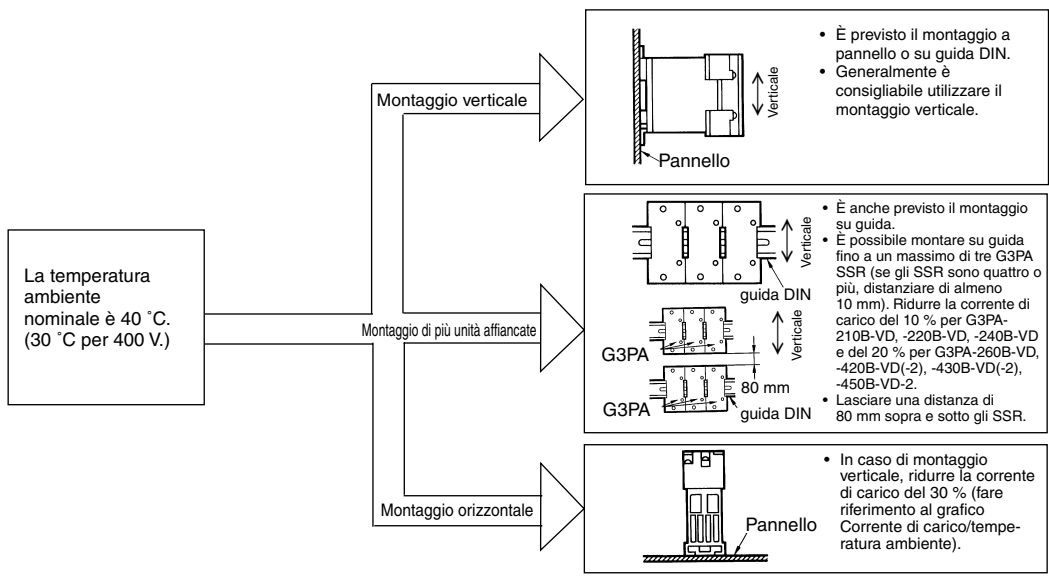 La temperatura
ambiente
nominale è 40 ˚C.
(30 ˚C per 400 V.)
Montaggio verticale
Verticale
Pannello
• È previsto il montaggio a
pannello o su guida DIN.
• Generalmente è
consigliabile utilizzare il
montaggio verticale.
Montaggio di più unità affiancate
Verticale
guida DIN
Verticale
G3PA
80 mm
G3PA
guida DIN
• È anche previsto il montaggio
su guida.
• È possibile montare su guida
fino a un massimo di tre G3PA
SSR (se gli SSR sono quattro o
più, distanziare di almeno
10 mm). Ridurre la corrente di
carico del 10 % per G3PA-
210B-VD, -220B-VD, -240B-VD
e del 20 % per G3PA-260B-VD,
-420B-VD(-2), -430B-VD(-2),
-450B-VD-2.
• Lasciare una distanza di
80 mm sopra e sotto gli SSR.
Montaggio orizzontale
Pannello
• In caso di montaggio
verticale, ridurre la corrente
di carico del 30 % (fare
riferimento al grafico
Corrente di carico/tempe-
ratura ambiente).